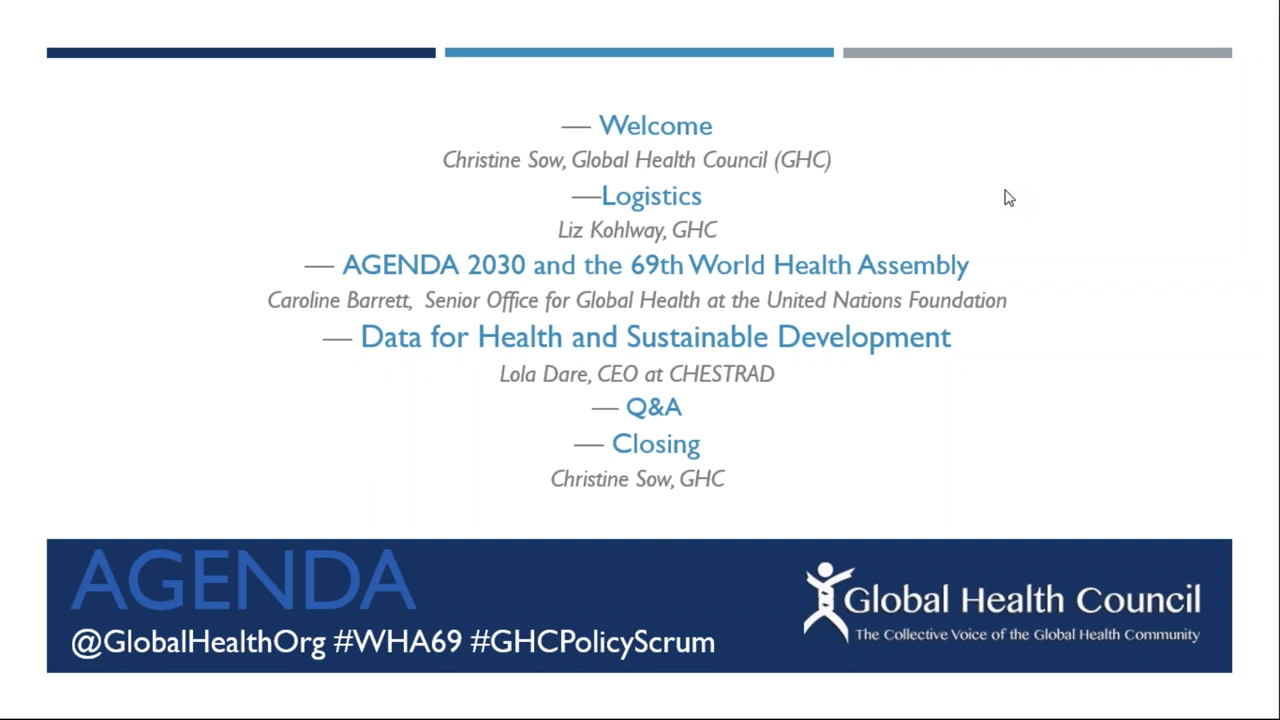 — Welcome
Christine Sow, Global Health Council (GHC)
—Logistics
Liz Kohlway, GHC
— AGENDA 2030 and the 69th World Health Assembly
Caroline Barrett,  Senior Office for Global Health at the United Nations Foundation
— Data for Health and Sustainable Development
Lola Dare, CEO at CHESTRAD
— Q&A
— Closing
Christine Sow, GHC
AGENDA
@GlobalHealthOrg #WHA69 #GHCPolicyScrum
Global Health Council
The Collective Voice of the Global Health Community